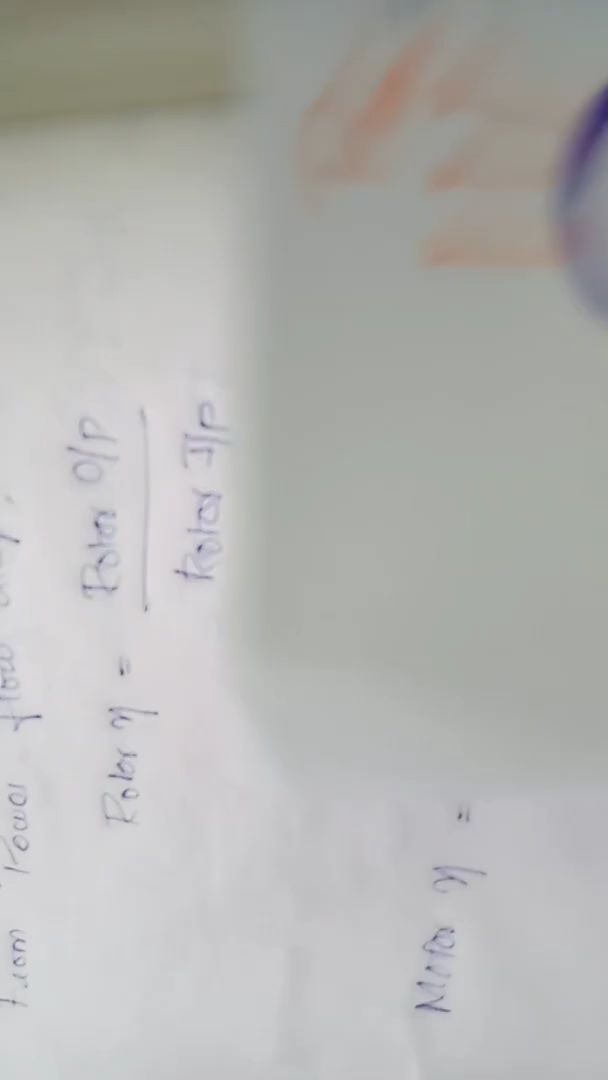 from Power flow
Rotor η = Rotor O/P
Rotor I/P
Motor η =